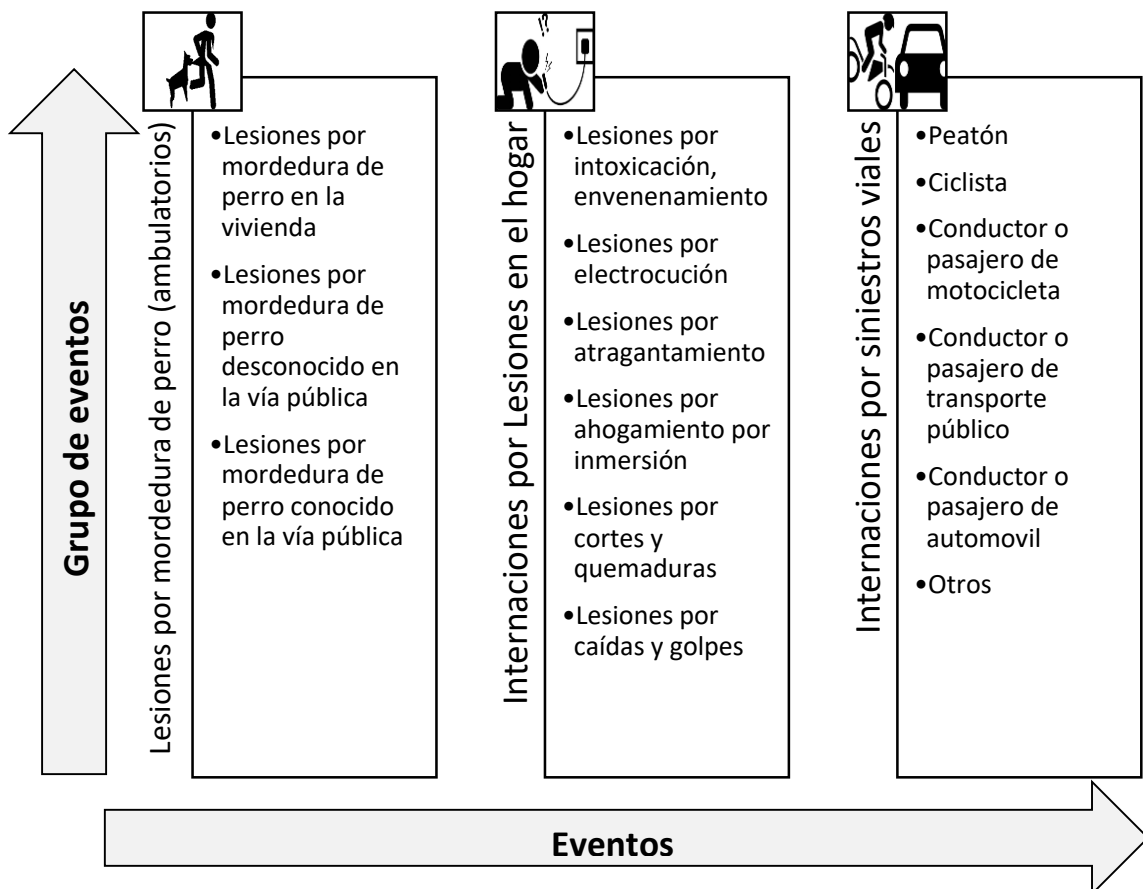 Grupo de eventos
Lesiones por mordedura de perro (ambulatorios)
•Lesiones por
mordedura de
perro en la
vivienda
•Lesiones por
mordedura de
perro
desconocido en
la vía pública
•Lesiones por
mordedura de
perro conocido
en la vía pública
!?
Internaciones por Lesiones en el hogar
•Lesiones por
intoxicación,
envenenamiento
•Lesiones por
electrocución
•Lesiones por
atragantamiento
•Lesiones por
ahogamiento por
inmersión
•Lesiones por
cortes y
quemaduras
•Lesiones por
caídas y golpes
Internaciones por siniestros viales
•Peatón
•Ciclista
•Conductor o
pasajero de
motocicleta
•Conductor o
pasajero de
transporte
público
•Conductor o
pasajero de
automovil
•Otros
Eventos